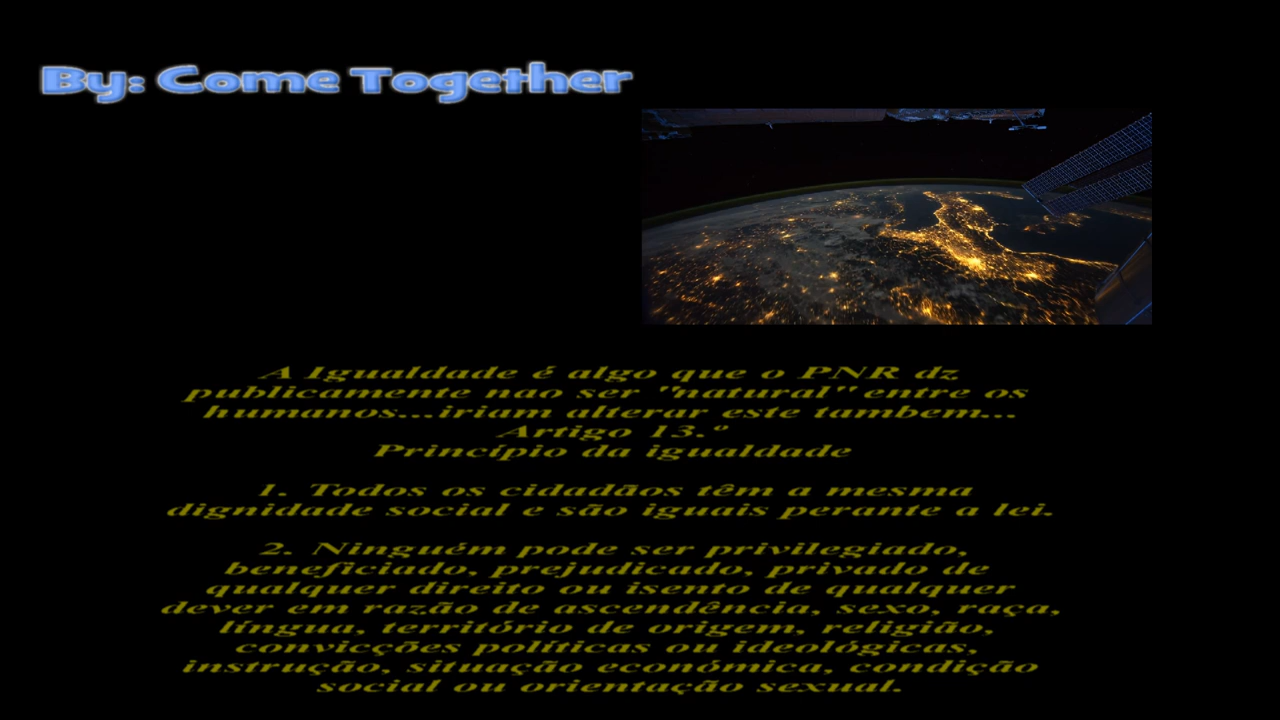 By: Come Together
A Igualdade é algo que o PNR dz
publicamente nao ser "natural" entre os
humanos...iriam alterar este tambem...
Artigo 13.º
Princípio da igualdade
1. Todos os cidadãos têm a mesma
dignidade social e são iguais perante a lei.
2. Ninguém pode ser privilegiado,
beneficiado, prejudicado, privado de
qualquer direito ou isento de qualquer
dever em razão de ascendência, sexo, raça,
língua, território de origem, religião,
convicções políticas ou ideológicas,
instrução, situação económica, condição
social ou orientação sexual.